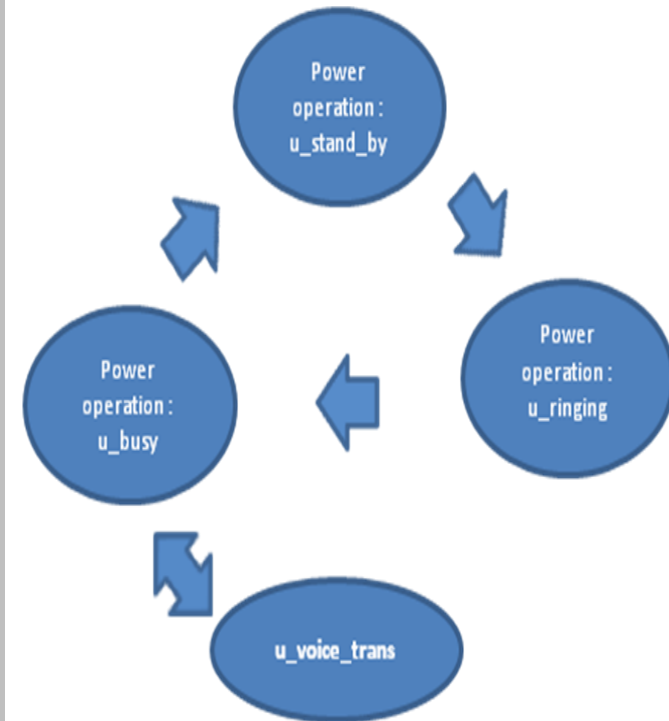 Power
operation :
u_stand_by
Power
operation :
u_ringing
Power
operation :
u_busy
u_voice_trans